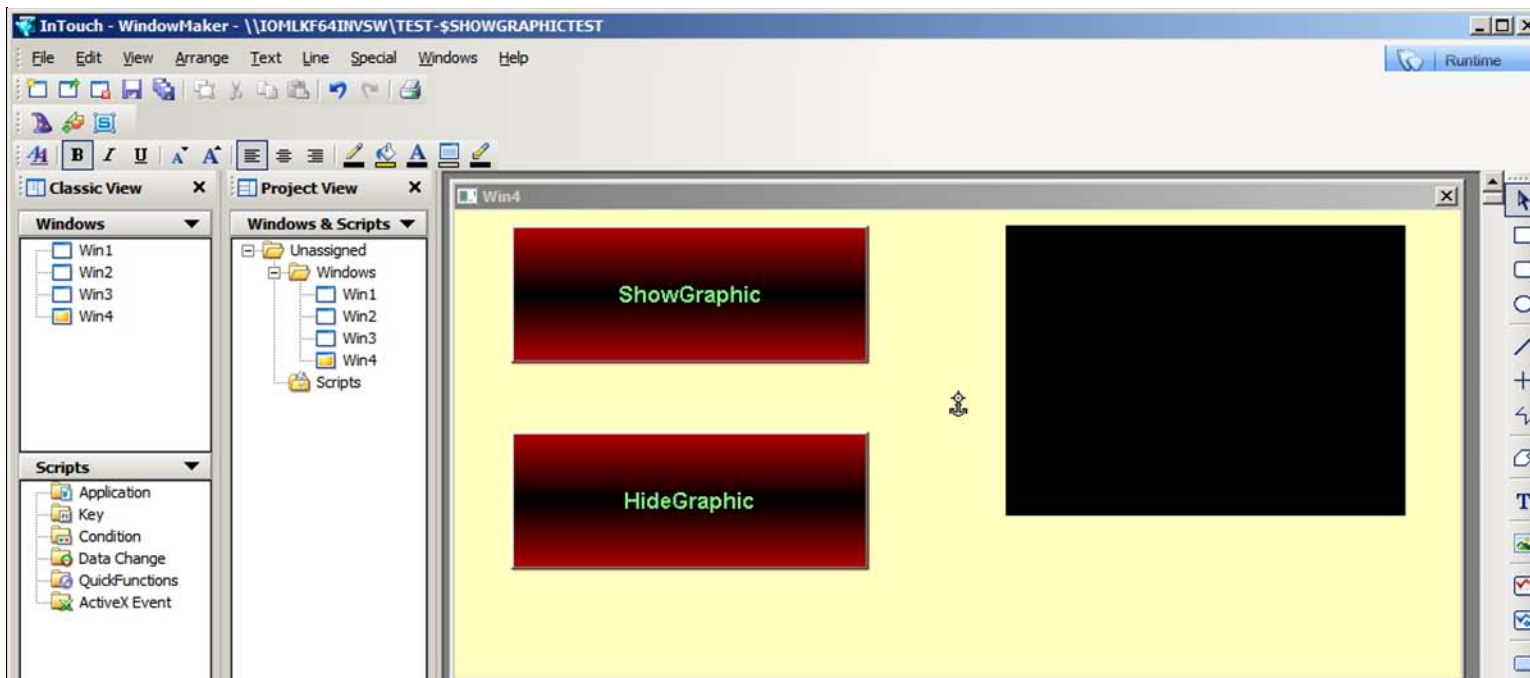 InTouch - WindowMaker - \\IOMLKF64INVSW\TEST-$SHOWGRAPHICTEST
File Edit View Arrange Text Line Special Windows Help
Runtime
B I U A A A
Classic View
Windows
Win1
Win2
Win3
Win4
Scripts
Application
Key
Condition
Data Change
QuickFunctions
ActiveX Event
Project View
Windows & Scripts
Unassigned
Windows
Win1
Win2
Win3
Win4
Scripts
Win4
ShowGraphic
HideGraphic
T